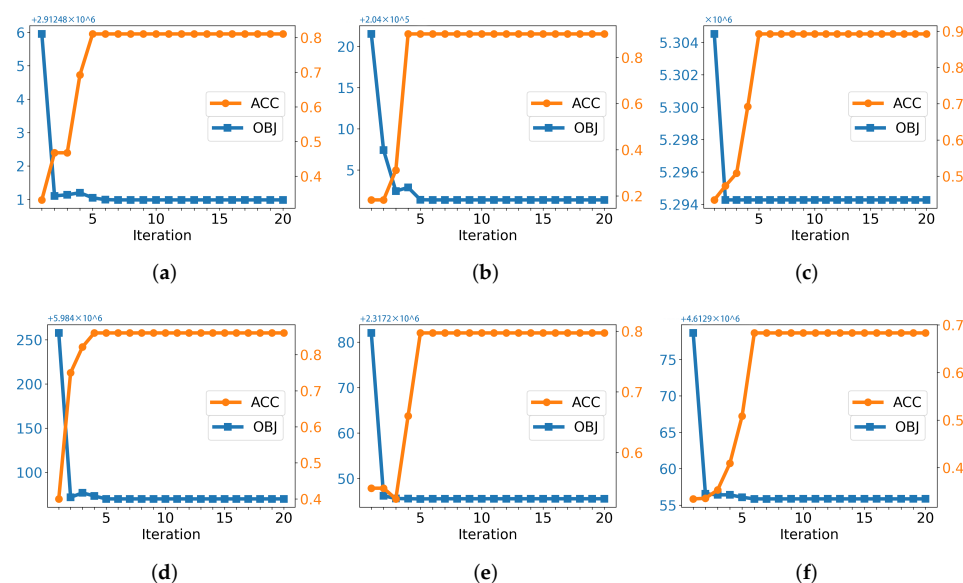 +2.91248×10^6
6
5
4
3
2
1
0.8
0.7
0.6
0.5
0.4
ACC
OBJ
5 10 15 20
Iteration
(a)
+2.04×10^5
20
15
10
5
0.8
0.6
0.4
0.2
ACC
OBJ
5 10 15 20
Iteration
(b)
×10^6
5.304
5.302
5.300
5.298
5.296
5.294
0.9
0.8
0.7
0.6
0.5
ACC
OBJ
5 10 15 20
Iteration
(c)
+5.984×10^6
250
200
150
100
0.8
0.7
0.6
0.5
0.4
ACC
OBJ
5 10 15 20
Iteration
(d)
+2.3172×10^6
80
70
60
50
0.8
0.7
0.6
ACC
OBJ
5 10 15 20
Iteration
(e)
+4.6129×10^6
75
70
65
60
55
0.7
0.6
0.5
0.4
ACC
OBJ
5 10 15 20
Iteration
(f)